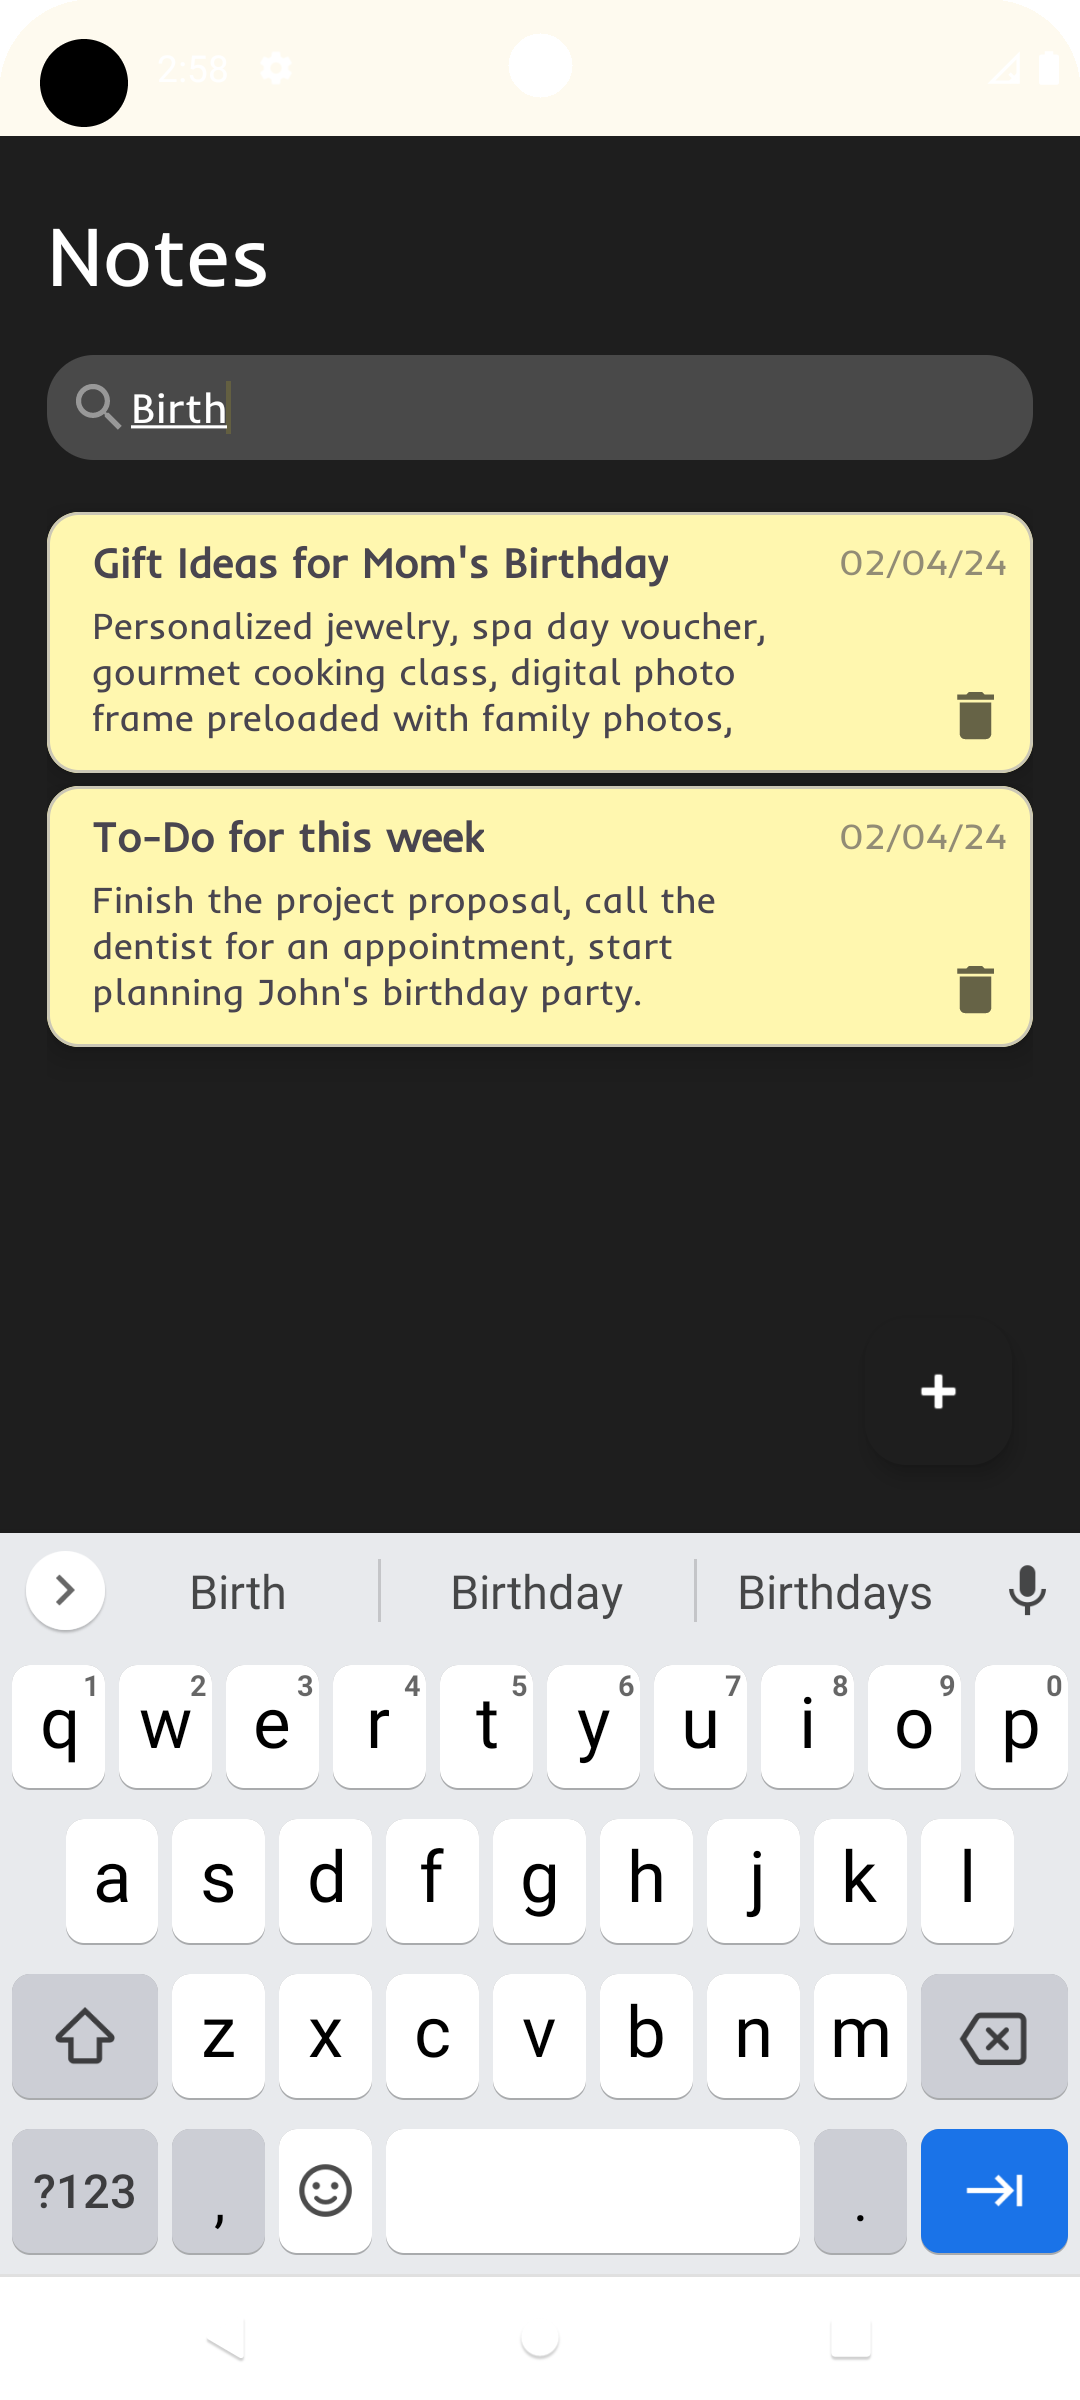 2:58
Notes
Birth
Gift Ideas for Mom's Birthday 02/04/24
Personalized jewelry, spa day voucher,
gourmet cooking class, digital photo
frame preloaded with family photos,
To-Do for this week 02/04/24
Finish the project proposal, call the
dentist for an appointment, start
planning John's birthday party.
Birth Birthday Birthdays
1 2 3 4 5 6 7 8 9 0
q w e r t y u i o p
a s d f g h j k l
z x c v b n m
?123 , .